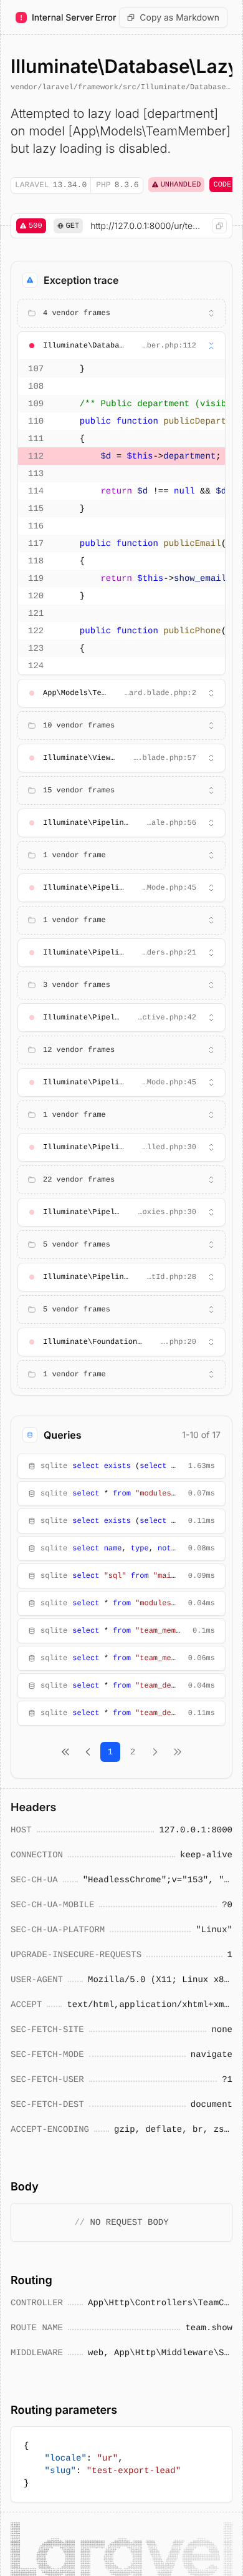 Internal Server Error
Copy as Markdown
Illuminate\Database\Lazy
vendor/laravel/framework/src/Illuminate/Database…
Attempted to lazy load [department]
on model [App\Models\TeamMember]
but lazy loading is disabled.
LARAVEL 13.34.0 PHP 8.3.6 UNHANDLED CODE
500 GET http://127.0.0.1:8000/ur/te...
Exception trace
4 vendor frames
Illuminate\Databa… …ber.php:112
107 }
108
109 /** Public department (visib
110 public function publicDepart
111 {
112 $d = $this->department;
113
114 return $d !== null && $d
115 }
116
117 public function publicEmail(
118 {
119 return $this->show_email
120 }
121
122 public function publicPhone(
123 {
124
App\Models\Te… …ard.blade.php:2
10 vendor frames
Illuminate\View… ….blade.php:57
15 vendor frames
Illuminate\Pipelin… …ale.php:56
1 vendor frame
Illuminate\Pipeli… …Mode.php:45
1 vendor frame
Illuminate\Pipeli… …ders.php:21
3 vendor frames
Illuminate\Pipel… …ctive.php:42
12 vendor frames
Illuminate\Pipeli… …Mode.php:45
1 vendor frame
Illuminate\Pipeli… …lled.php:30
22 vendor frames
Illuminate\Pipel… …oxies.php:30
5 vendor frames
Illuminate\Pipelin… …tId.php:28
5 vendor frames
Illuminate\Foundation… ….php:20
1 vendor frame
Queries 1-10 of 17
sqlite select exists (select … 1.63ms
sqlite select * from "modules… 0.07ms
sqlite select exists (select … 0.11ms
sqlite select name, type, not… 0.08ms
sqlite select "sql" from "mai… 0.09ms
sqlite select * from "modules… 0.04ms
sqlite select * from "team_mem… 0.1ms
sqlite select * from "team_me… 0.06ms
sqlite select * from "team_de… 0.04ms
sqlite select * from "team_de… 0.11ms
1 2
Headers
HOST 127.0.0.1:8000
CONNECTION keep-alive
SEC-CH-UA "HeadlessChrome";v="153", "…
SEC-CH-UA-MOBILE ?0
SEC-CH-UA-PLATFORM "Linux"
UPGRADE-INSECURE-REQUESTS 1
USER-AGENT Mozilla/5.0 (X11; Linux x8…
ACCEPT text/html,application/xhtml+xm…
SEC-FETCH-SITE none
SEC-FETCH-MODE navigate
SEC-FETCH-USER ?1
SEC-FETCH-DEST document
ACCEPT-ENCODING gzip, deflate, br, zs…
Body
// NO REQUEST BODY
Routing
CONTROLLER App\Http\Controllers\TeamC…
ROUTE NAME team.show
MIDDLEWARE web, App\Http\Middleware\S…
Routing parameters
{
"locale": "ur",
"slug": "test-export-lead"
}
Laravel